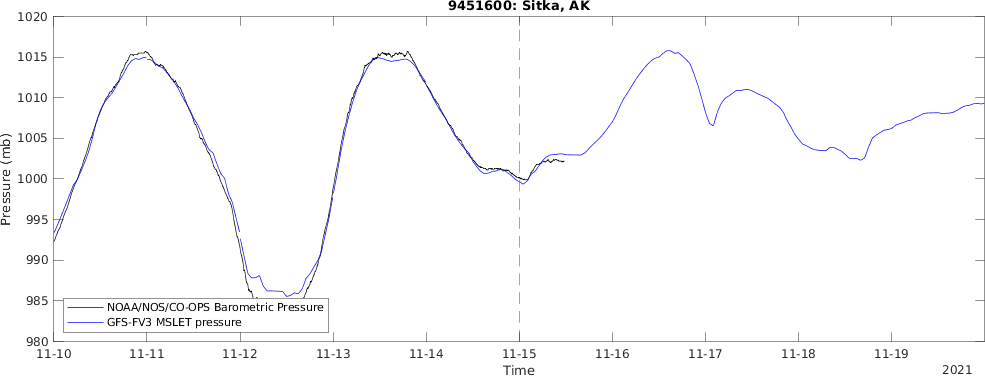 9451600: Sitka, AK
1020
1015
1010
1005
1000
995
990
985
980
Pressure (mb)
NOAA/NOS/CO-OPS Barometric Pressure
GFS-FV3 MSLET pressure
11-10 11-11 11-12 11-13 11-14 11-15 11-16 11-17 11-18 11-19
Time
2021